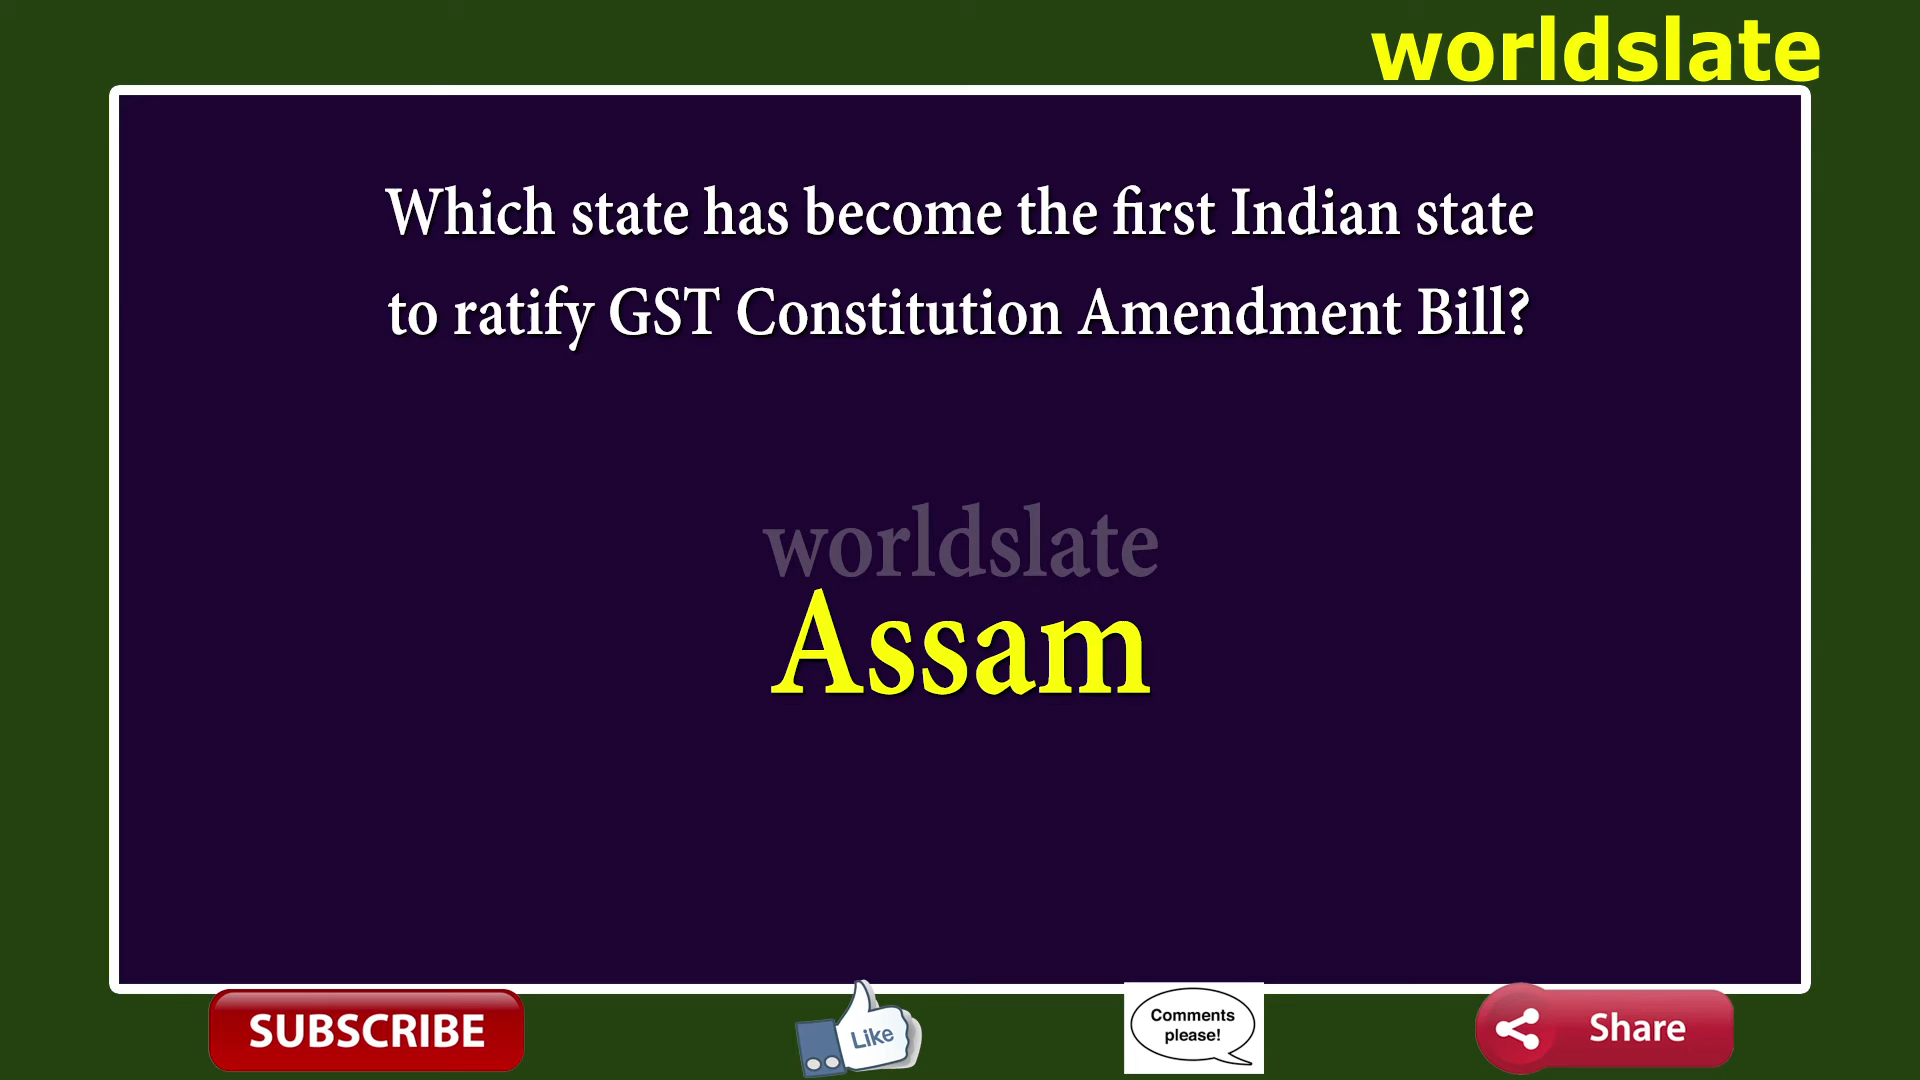 worldslate
Which state has become the first Indian state
to ratify GST Constitution Amendment Bill?
worldslate
Assam
SUBSCRIBE
Like
Comments
please!
Share